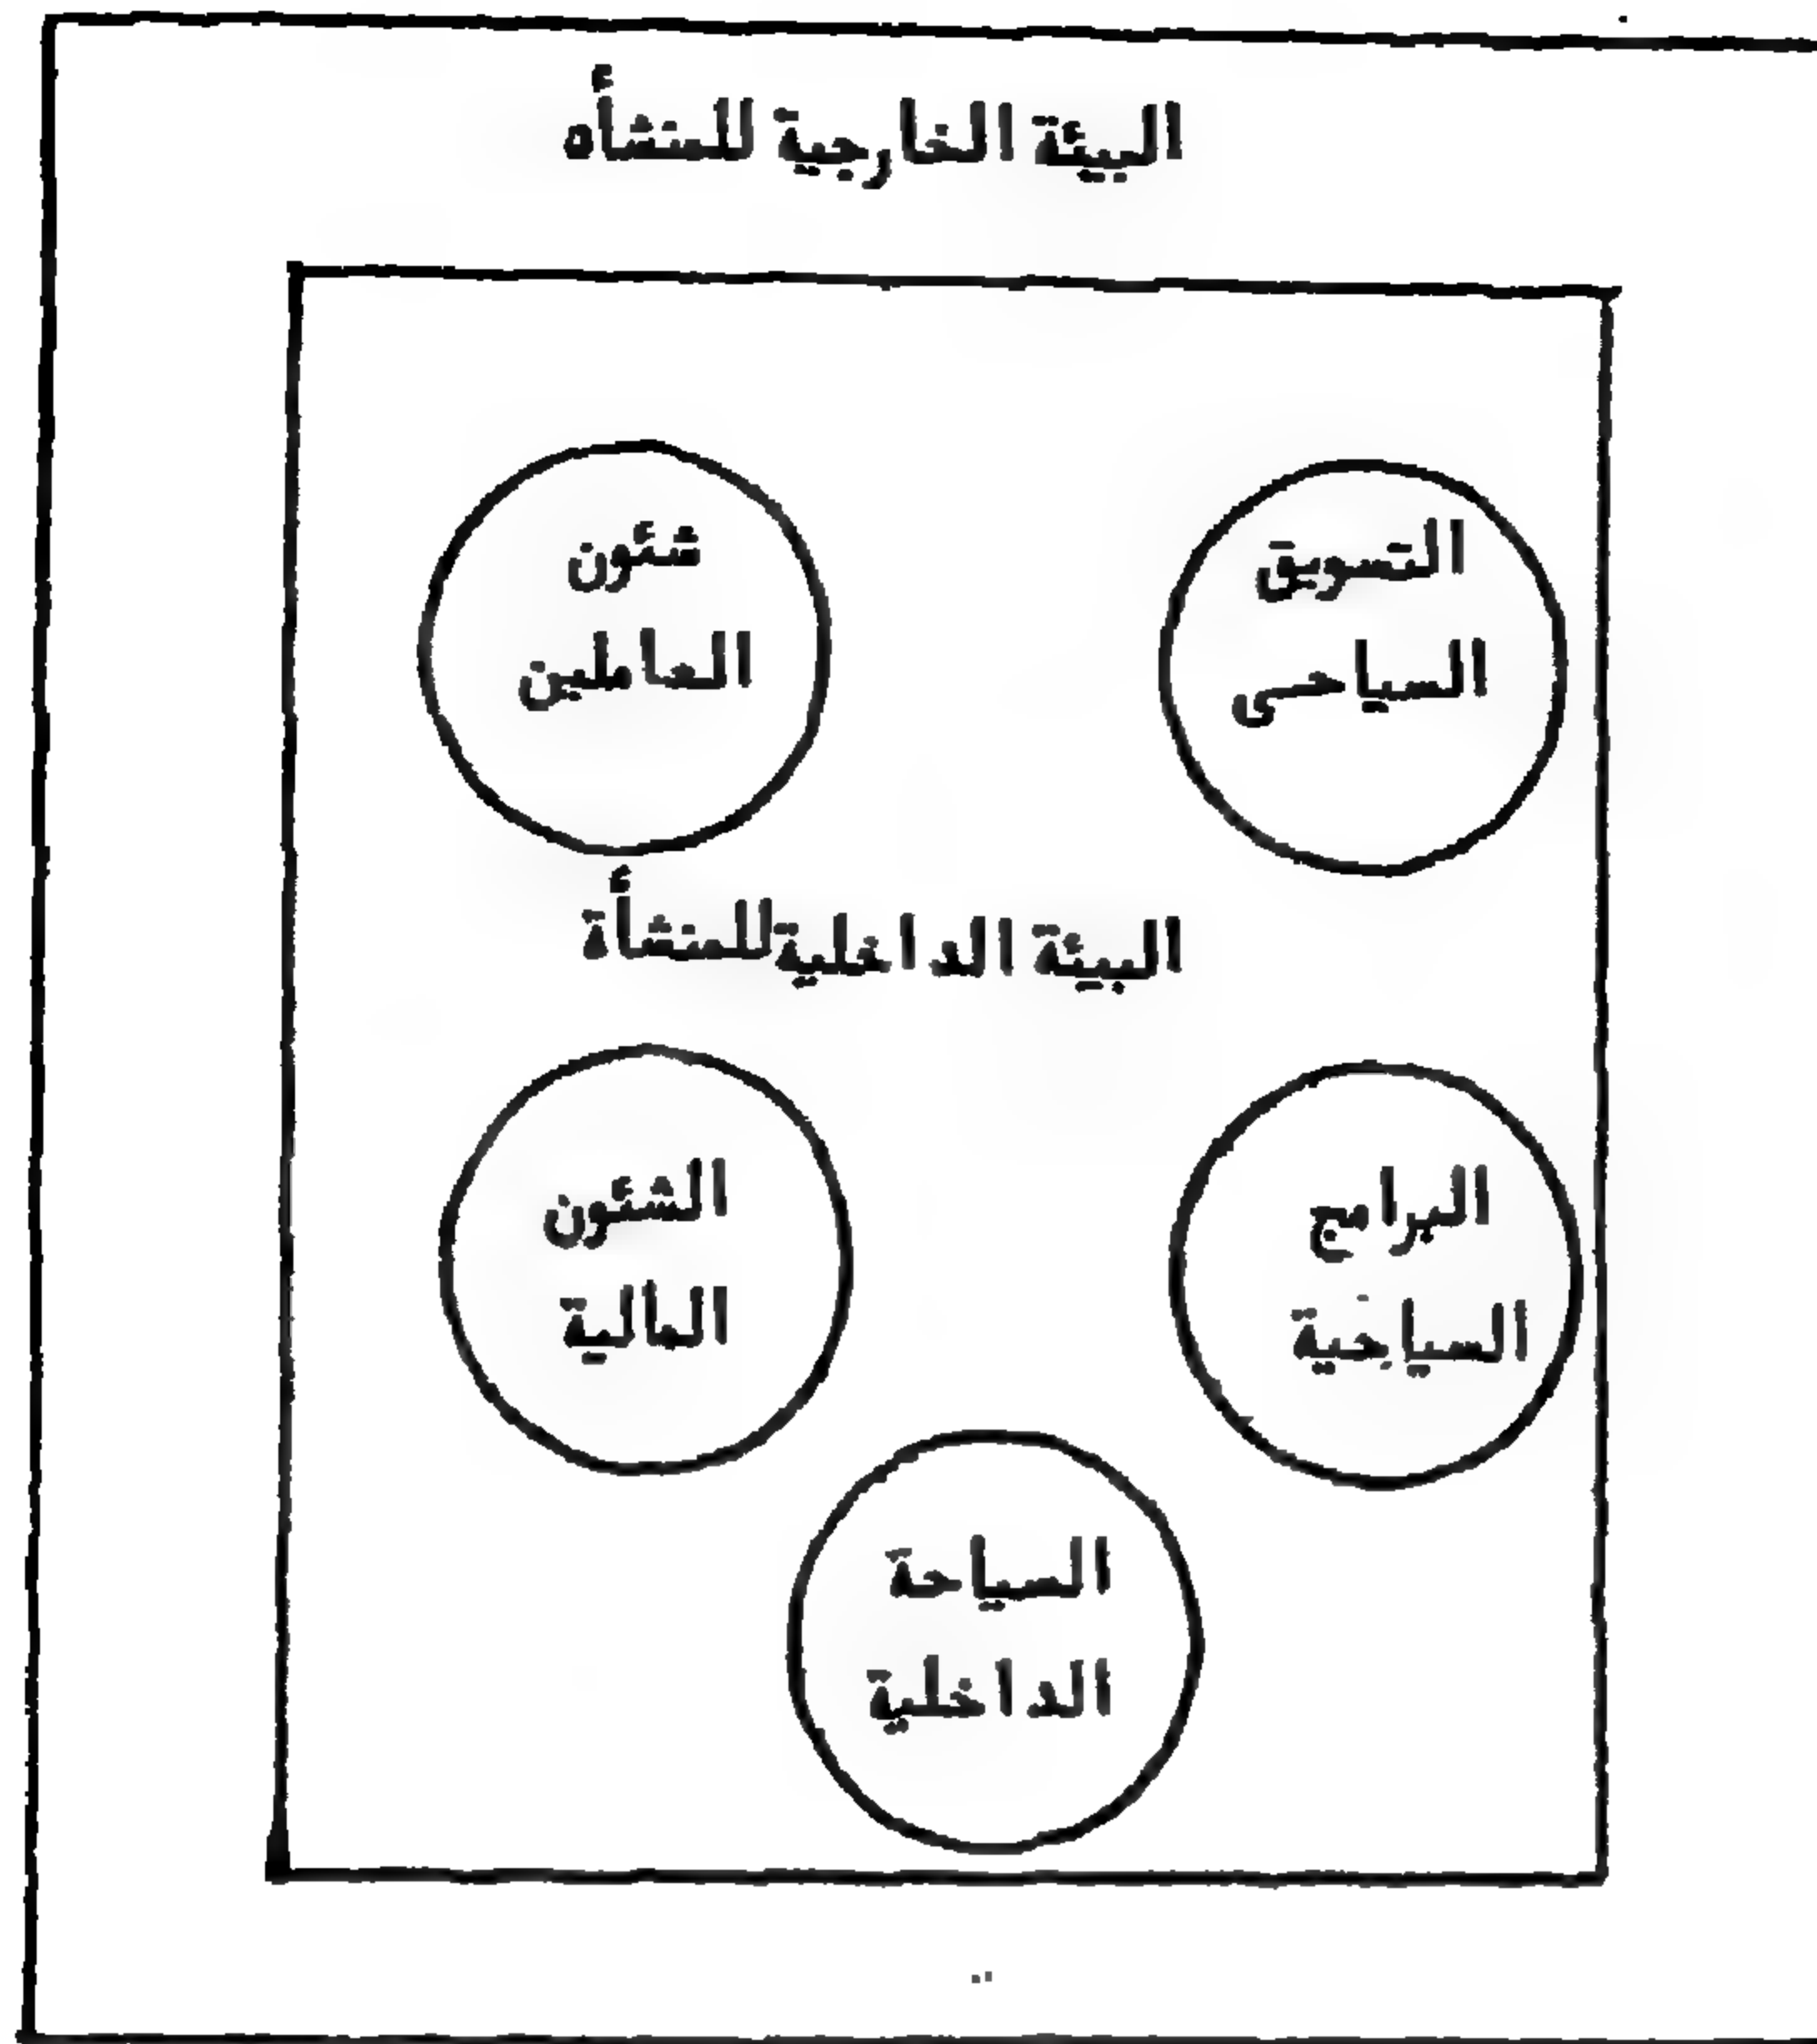 البيئة الخارجية للمنشأه
التسويق
السياحى
شئون
العاملين
البيئة الداخلية للمنشأة
البرامج
السياحية
الشئون
المالية
السياحة
الداخلية